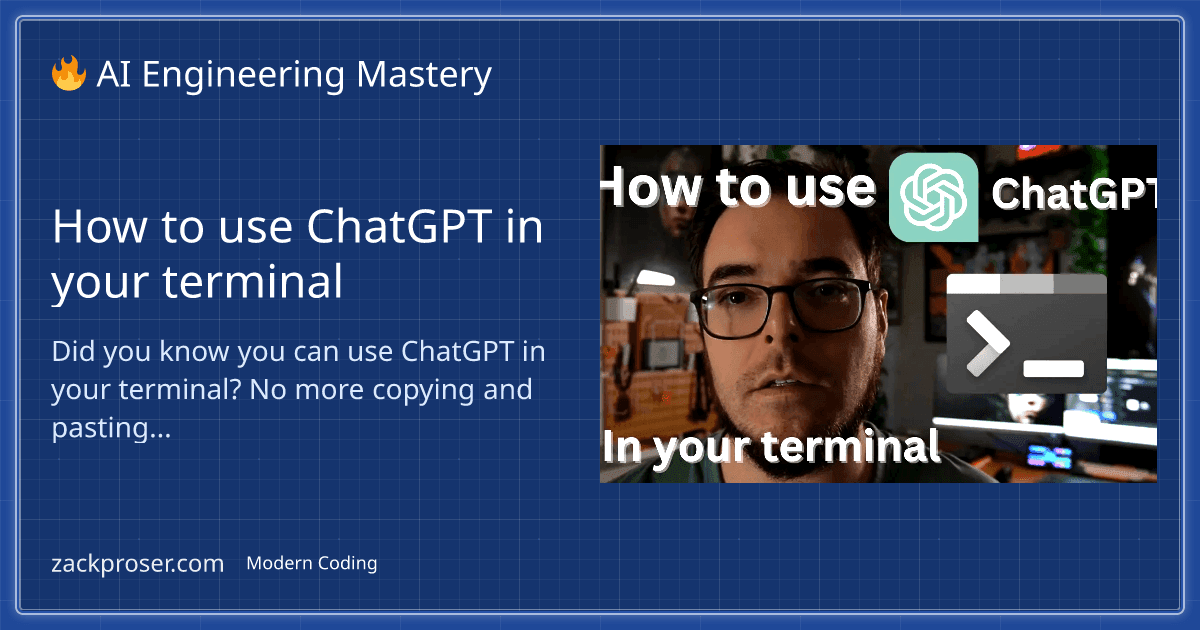 🔥 AI Engineering Mastery
How to use ChatGPT in
your terminal
Did you know you can use ChatGPT in
your terminal? No more copying and
pasting...
How to use ChatGPT
In your terminal
zackproser.com Modern Coding